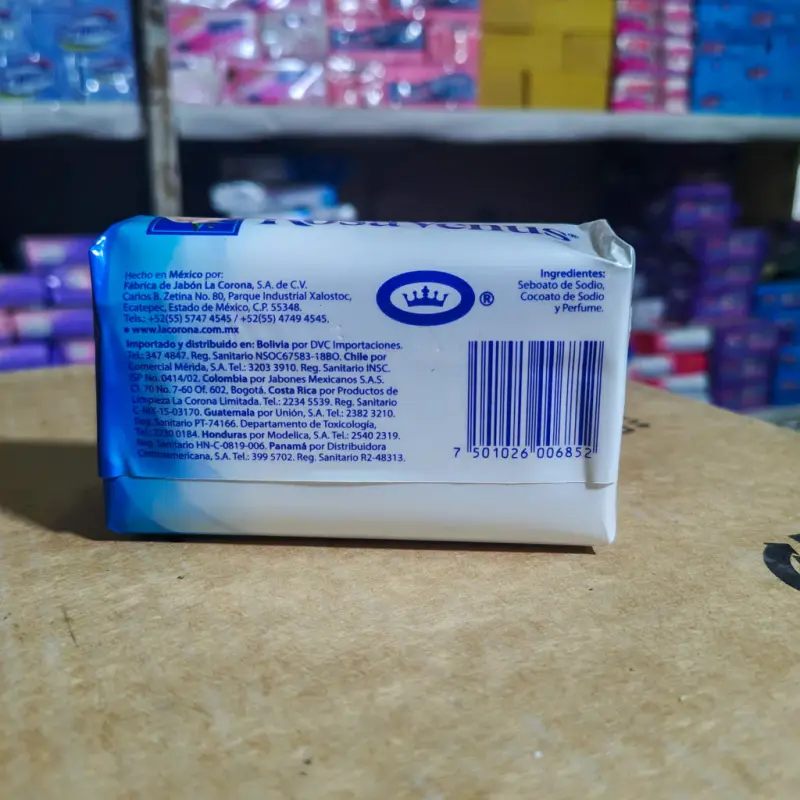 Rosa Venus®
Hecho en México por:
Fábrica de Jabón La Corona, S.A. de C.V.
Carlos B. Zetina No. 80, Parque Industrial Xalostoc,
Ecatepec, Estado de México, C.P. 55348.
Tels.: +52(55) 5747 4545 / +52(55) 4749 4545.
• www.lacorona.com.mx
Importado y distribuido en: Bolivia por DVC Importaciones.
Tel.: 347 4847. Reg. Sanitario NSOC67583-18BO. Chile por
Comercial Mérida, S.A. Tel.: 3203 3910. Reg. Sanitario INSC.
ISP No. 0414/02. Colombia por Jabones Mexicanos S.A.S.
Cl. 70 No. 7-60 Of. 602, Bogotá. Costa Rica por Productos de
Limpieza La Corona Limitada. Tel.: 2234 5539. Reg. Sanitario
C-MX-15-03170. Guatemala por Unión, S.A. Tel.: 2382 3210.
Reg. Sanitario PT-74166. Departamento de Toxicología,
Tel.: 2230 0184. Honduras por Modelica, S.A. Tel.: 2540 2319.
Reg. Sanitario HN-C-0819-006. Panamá por Distribuidora
Centroamericana, S.A. Tel.: 399 5702. Reg. Sanitario R2-48313.
®
Ingredientes:
Seboato de Sodio,
Cocoato de Sodio
y Perfume.
7 501026 006852